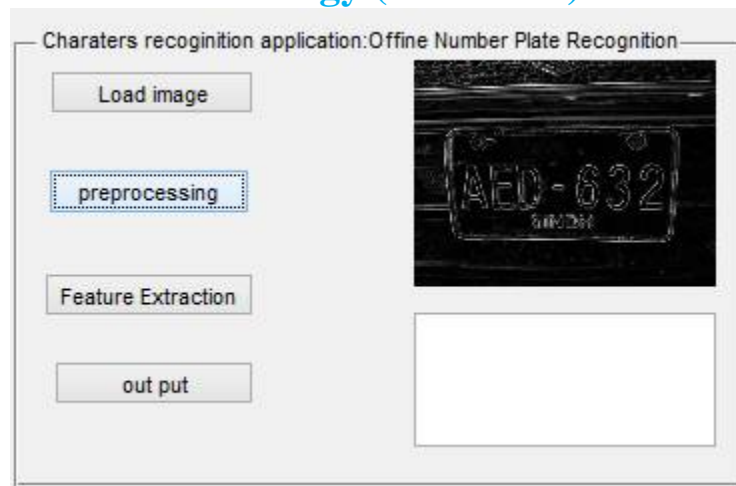 Charaters recoginition application:Offine Number Plate Recognition
Load image
preprocessing
Feature Extraction
out put
AED-632